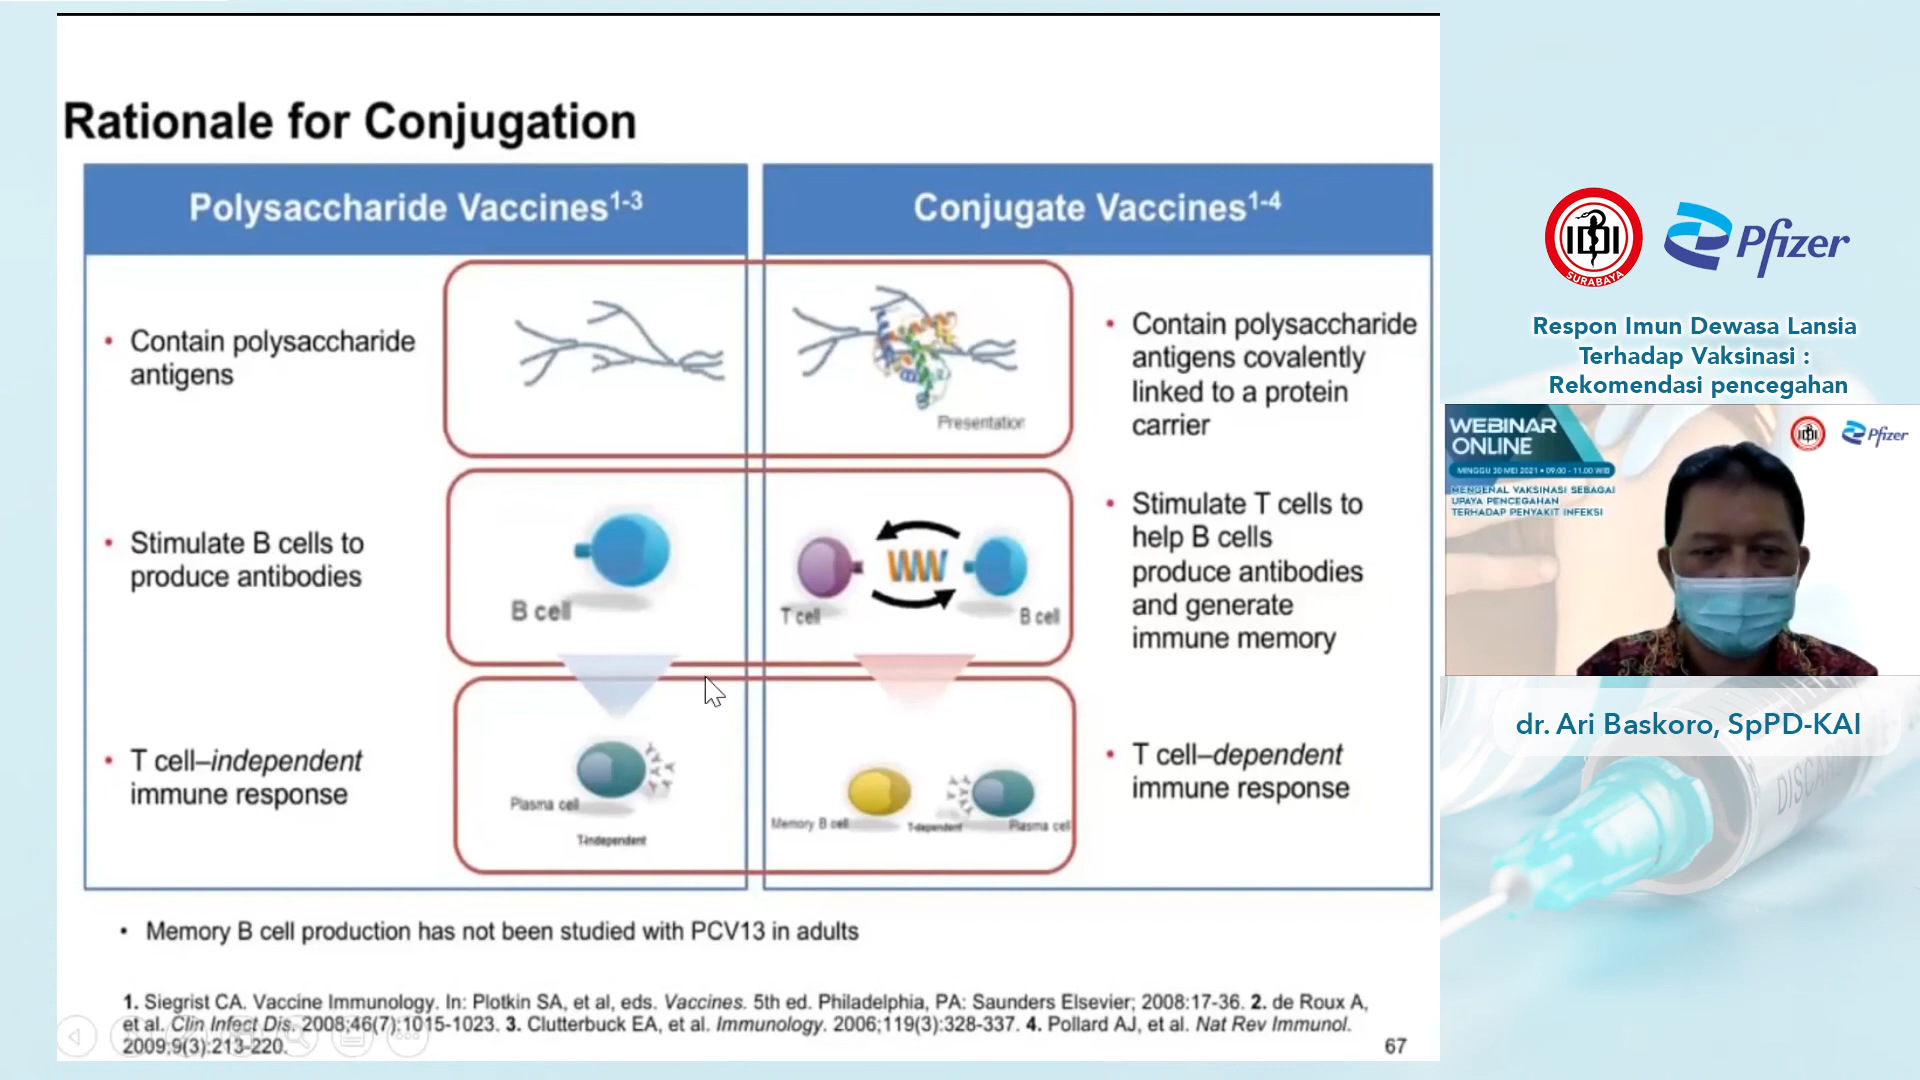 Rationale for Conjugation
Polysaccharide Vaccines1-3
Contain polysaccharide
antigens
Stimulate B cells to
produce antibodies
B cell
T cell–independent
immune response
Plasma cell
T-independent
Conjugate Vaccines1-4
Presentation
Contain polysaccharide
antigens covalently
linked to a protein
carrier
T cell
B cell
Stimulate T cells to
help B cells
produce antibodies
and generate
immune memory
Memory B cell
T-dependent
Plasma cell
T cell–dependent
immune response
• Memory B cell production has not been studied with PCV13 in adults
1. Siegrist CA. Vaccine Immunology. In: Plotkin SA, et al, eds. Vaccines. 5th ed. Philadelphia, PA: Saunders Elsevier; 2008:17-36. 2. de Roux A,
et al. Clin Infect Dis. 2008;46(7):1015-1023. 3. Clutterbuck EA, et al. Immunology. 2006;119(3):328-337. 4. Pollard AJ, et al. Nat Rev Immunol.
2009;9(3):213-220.
67
IDI
SURABAYA
Pfizer
Respon Imun Dewasa Lansia
Terhadap Vaksinasi :
Rekomendasi pencegahan
WEBINAR
ONLINE
MINGGU 30 MEI 2021 • 09.00 - 11.00 WIB
MENGENAL VAKSINASI SEBAGAI
UPAYA PENCEGAHAN
TERHADAP PENYAKIT INFEKSI
IDI
Pfizer
dr. Ari Baskoro, SpPD-KAI